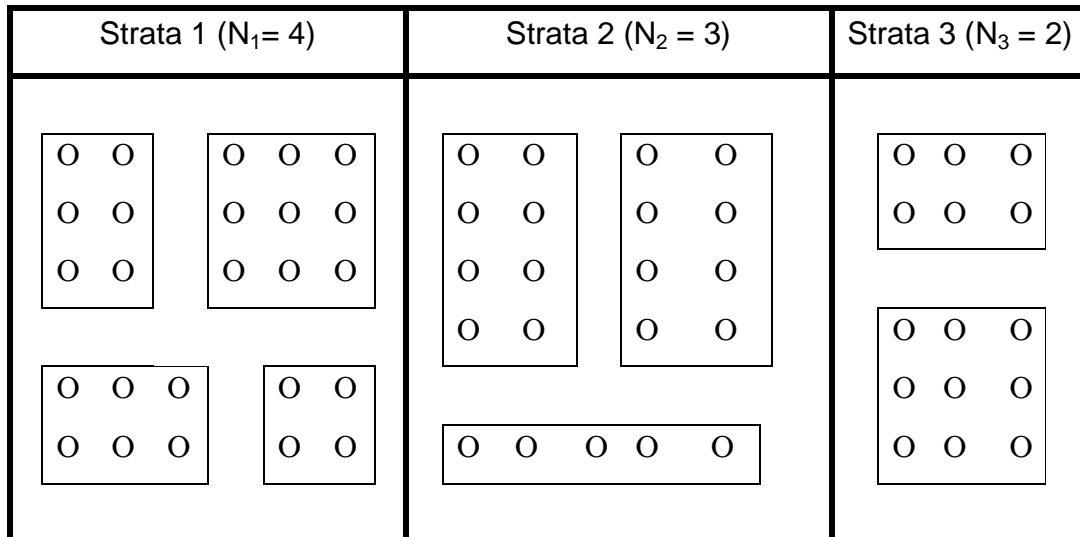 Strata 1 (N₁= 4)
O O
O O
O O
O O O
O O O
O O O
O O O
O O O
O O
O O
Strata 2 (N₂ = 3)
O O
O O
O O
O O
O O
O O
O O
O O
O O O O O
Strata 3 (N₃ = 2)
O O O
O O O
O O O
O O O
O O O